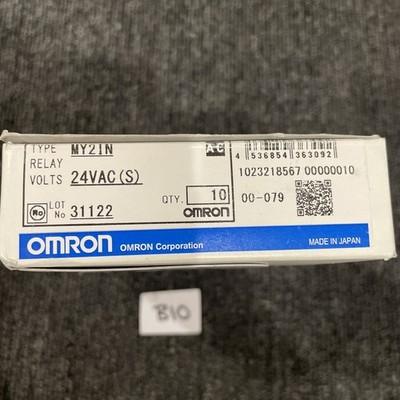 TYPE MY2IN
RELAY
VOLTS 24VAC(S)
LOT No 31122
QTY. 10
OMRON
AC
4 536854 363092
1023218567 00000010
00-079
OMRON OMRON Corporation
MADE IN JAPAN
B10